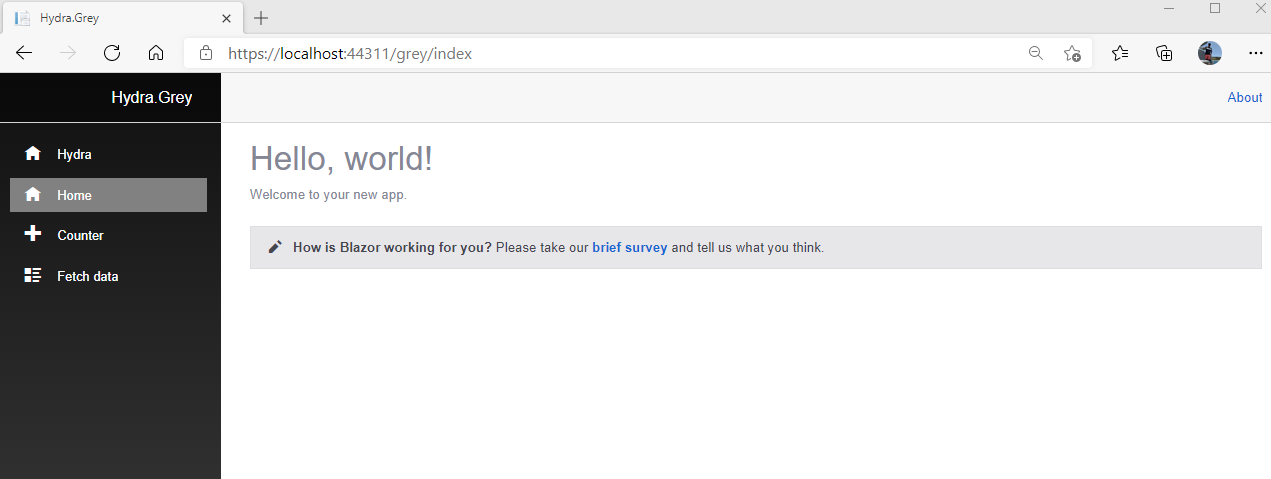 Hydra.Grey
https://localhost:44311/grey/index
Hydra.Grey
About
Hydra
Home
Counter
Fetch data
Hello, world!
Welcome to your new app.
How is Blazor working for you? Please take our brief survey and tell us what you think.